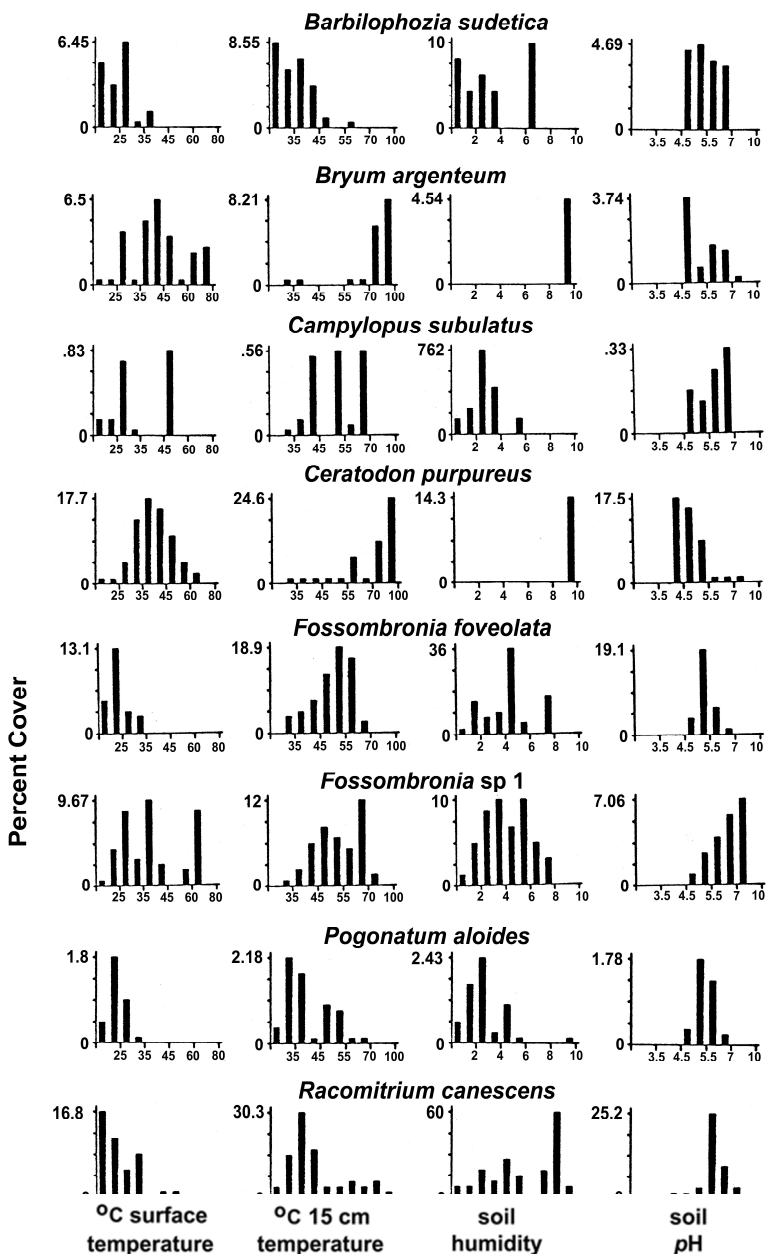 Barbilophozia sudetica
6.45 8.55 10 4.69
0 0 0 0
25 35 45 60 80 35 45 55 70 100 2 4 6 8 10 3.5 4.5 5.5 7 10
Bryum argenteum
6.5 8.21 4.54 3.74
0 0 0 0
25 35 45 60 80 35 45 55 70 100 2 4 6 8 10 3.5 4.5 5.5 7 10
Campylopus subulatus
.83 .56 762 .33
0 0 0 0
25 35 45 60 80 35 45 55 70 100 2 4 6 8 10 3.5 4.5 5.5 7 10
Ceratodon purpureus
17.7 24.6 14.3 17.5
0 0 0 0
25 35 45 60 80 35 45 55 70 100 2 4 6 8 10 3.5 4.5 5.5 7 10
Fossombronia foveolata
13.1 18.9 36 19.1
0 0 0 0
25 35 45 60 80 35 45 55 70 100 2 4 6 8 10 3.5 4.5 5.5 7 10
Percent Cover
Fossombronia sp 1
9.67 12 10 7.06
0 0 0 0
25 35 45 60 80 35 45 55 70 100 2 4 6 8 10 3.5 4.5 5.5 7 10
Pogonatum aloides
1.8 2.18 2.43 1.78
0 0 0 0
25 35 45 60 80 35 45 55 70 100 2 4 6 8 10 3.5 4.5 5.5 7 10
Racomitrium canescens
16.8 30.3 60 25.2
°C surface °C 15 cm soil soil
temperature temperature humidity pH